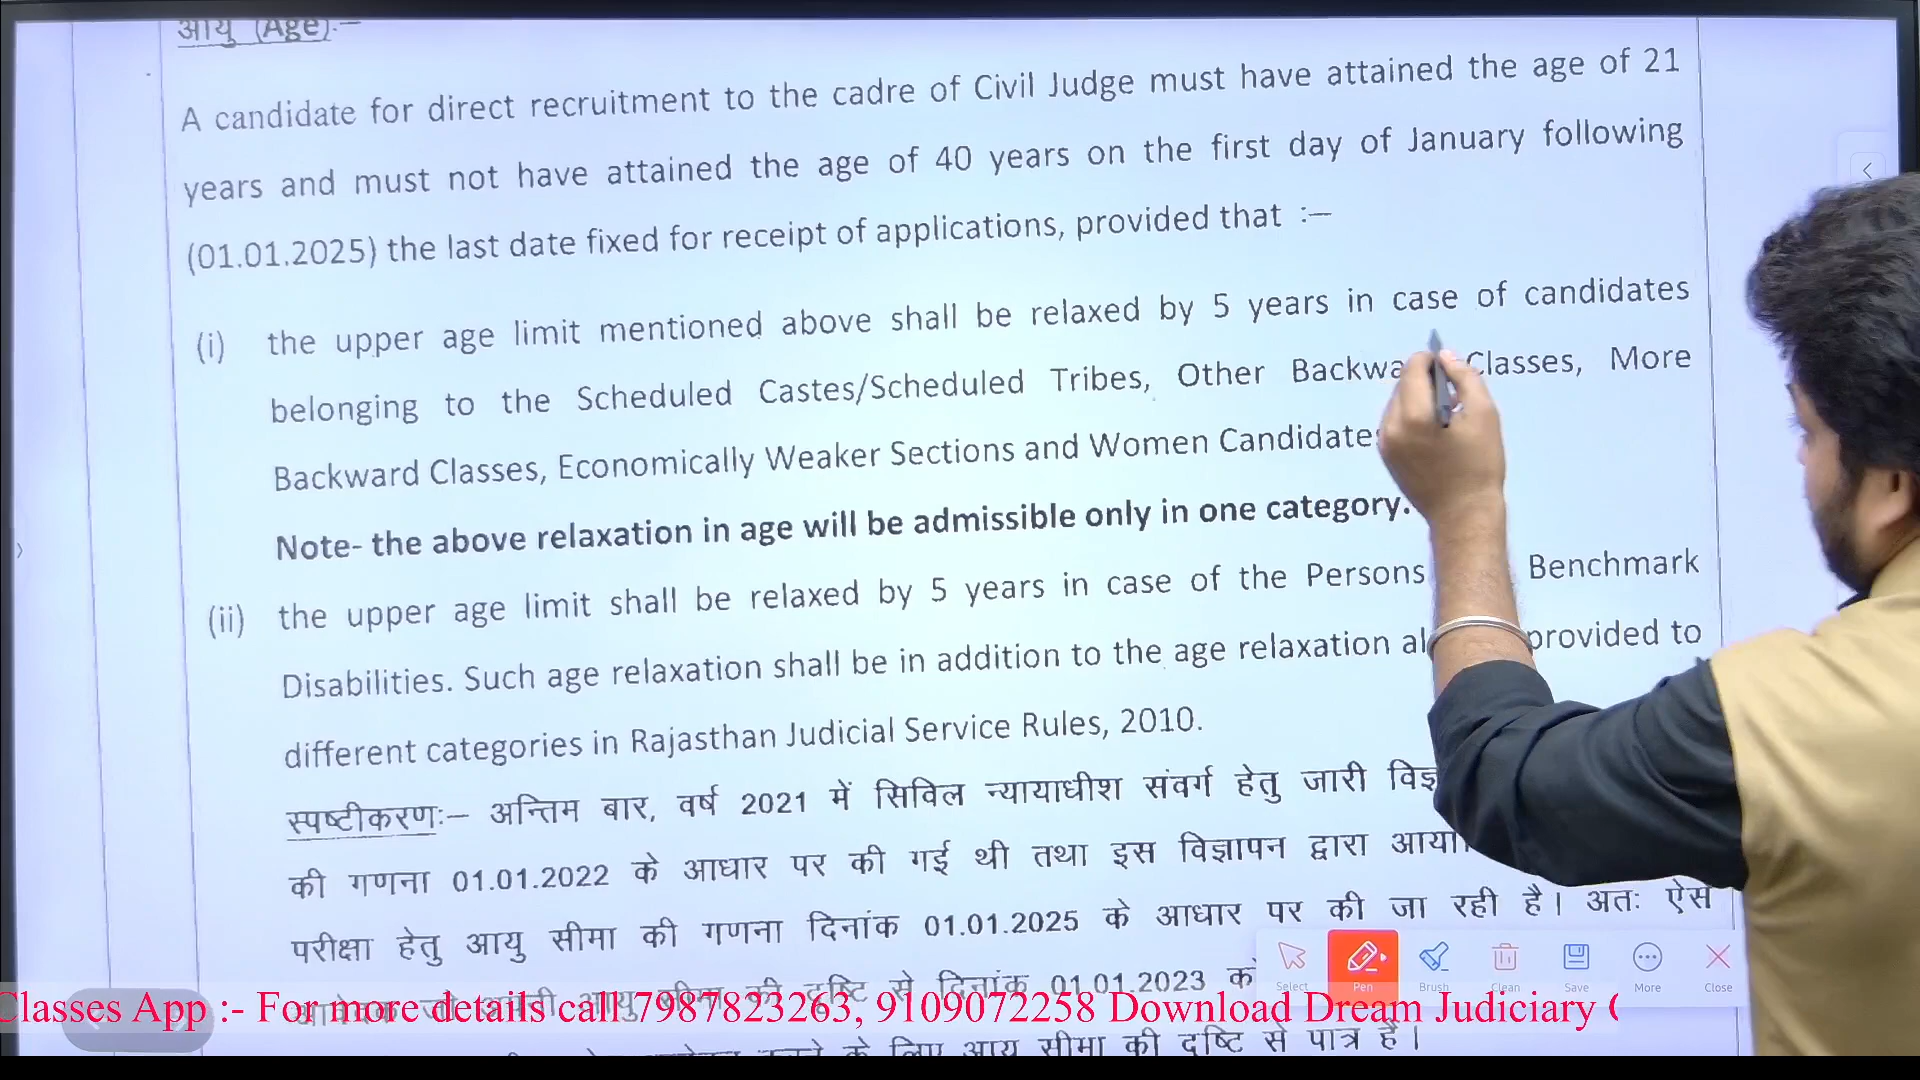 आयु (Age):–
A candidate for direct recruitment to the cadre of Civil Judge must have attained the age of 21
years and must not have attained the age of 40 years on the first day of January following
(01.01.2025) the last date fixed for receipt of applications, provided that :–
(i) the upper age limit mentioned above shall be relaxed by 5 years in case of candidates
belonging to the Scheduled Castes/Scheduled Tribes, Other Backwa Classes, More
Backward Classes, Economically Weaker Sections and Women Candidate
Note- the above relaxation in age will be admissible only in one category.
(ii) the upper age limit shall be relaxed by 5 years in case of the Persons Benchmark
Disabilities. Such age relaxation shall be in addition to the age relaxation al provided to
different categories in Rajasthan Judicial Service Rules, 2010.
स्पष्टीकरणः– अन्तिम बार, वर्ष 2021 में सिविल न्यायाधीश संवर्ग हेतु जारी
की गणना 01.01.2022 के आधार पर की गई थी तथा इस विज्ञापन द्वारा
परीक्षा हेतु आयु सीमा की गणना दिनांक 01.01.2025 के आधार पर की जा रही है। अतः ऐसे
आयु सीमा की दृष्टि से दिनांक 01.01.2023 को
के लिए आयु सीमा की दृष्टि से पात्र हैं।
Select Pen Brush Clean Save More Close
Classes App :- For more details call 7987823263, 9109072258 Download Dream Judiciary